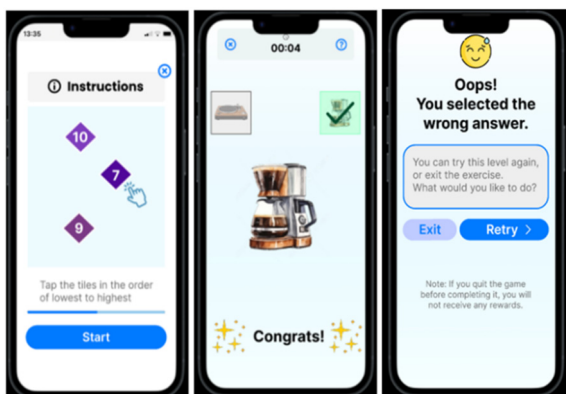 13:35
Instructions
10
7
9
Tap the tiles in the order
of lowest to highest
Start
00:04
?
Congrats!
Oops!
You selected the
wrong answer.
You can try this level again,
or exit the exercise.
What would you like to do?
Exit
Retry >
Note: If you quit the game
before completing it, you will
not receive any rewards.